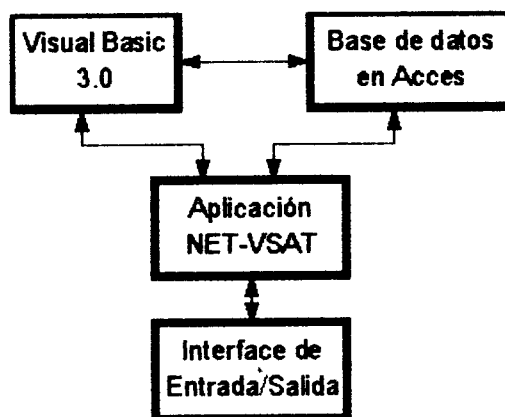 Visual Basic
3.0
Base de datos
en Acces
Aplicación
NET-VSAT
Interface de
Entrada/Salida